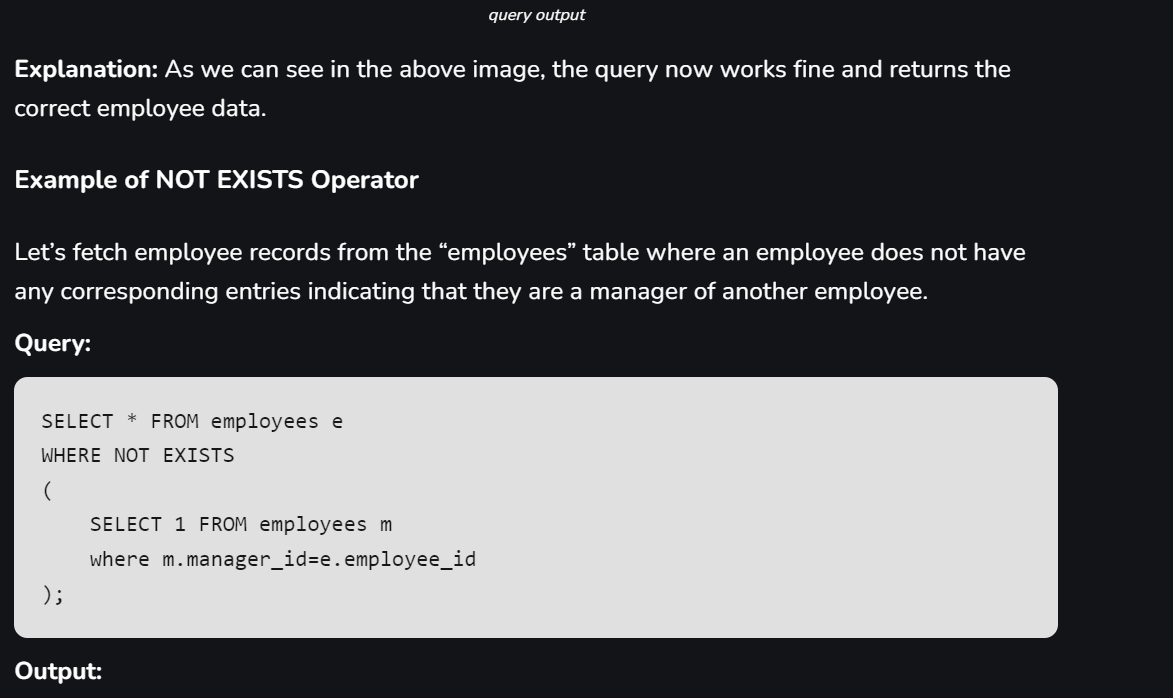 query output
Explanation: As we can see in the above image, the query now works fine and returns the
correct employee data.
Example of NOT EXISTS Operator
Let’s fetch employee records from the “employees” table where an employee does not have
any corresponding entries indicating that they are a manager of another employee.
Query:
SELECT * FROM employees e
WHERE NOT EXISTS
(
    SELECT 1 FROM employees m
    where m.manager_id=e.employee_id
);
Output: